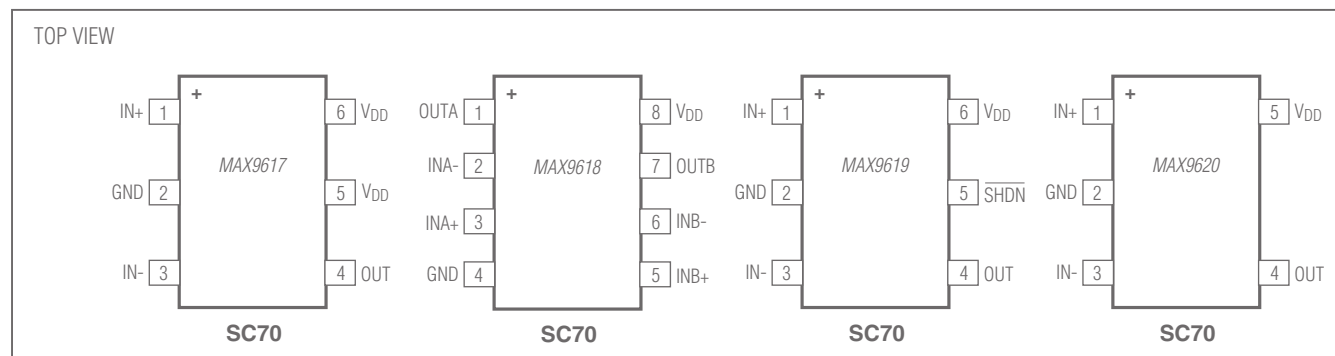 TOP VIEW
+
IN+ 1
GND 2
IN- 3
MAX9617
6 VDD
5 VDD
4 OUT
SC70
+
OUTA 1
INA- 2
INA+ 3
GND 4
MAX9618
8 VDD
7 OUTB
6 INB-
5 INB+
SC70
+
IN+ 1
GND 2
IN- 3
MAX9619
6 VDD
5 SHDN
4 OUT
SC70
+
IN+ 1
GND 2
IN- 3
MAX9620
5 VDD
4 OUT
SC70